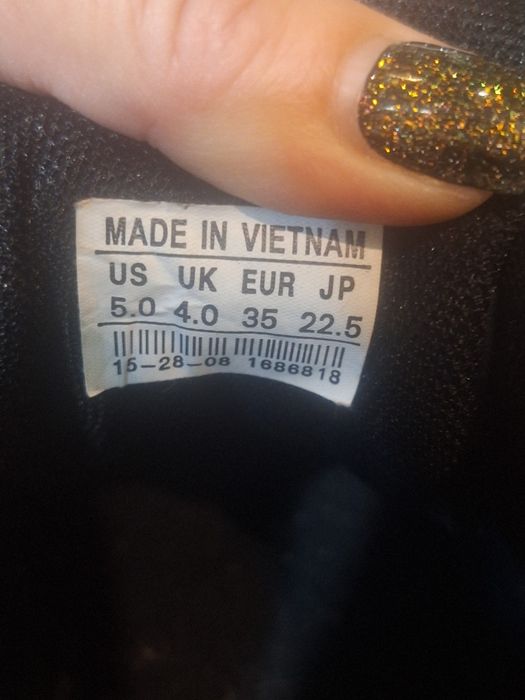 MADE IN VIETNAM
US UK EUR JP
5.0 4.0 35 22.5
15-28-08 1686818